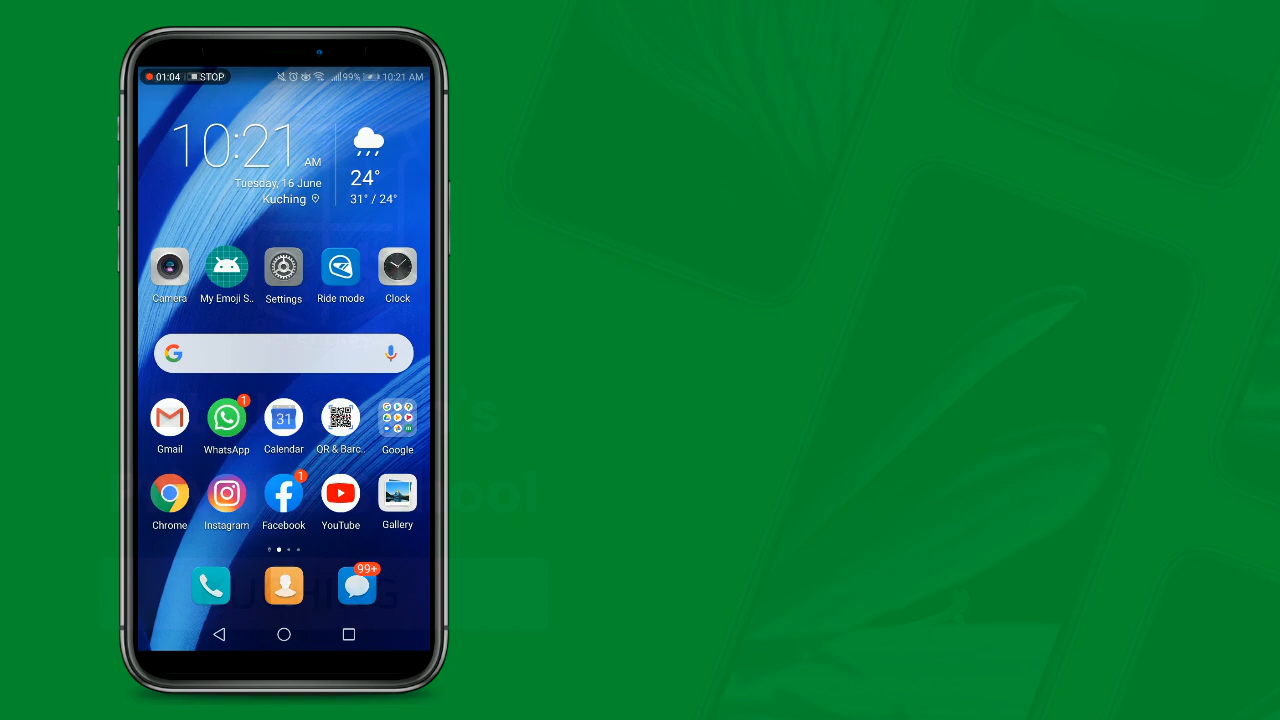 01:04 STOP 99% 10:21 AM
10:21 AM
24°
Tuesday, 16 June
Kuching
31° / 24°
Camera My Emoji S.. Settings Ride mode Clock
1
31
Gmail WhatsApp Calendar QR & Barc.. Google
1
Chrome Instagram Facebook YouTube Gallery
99+